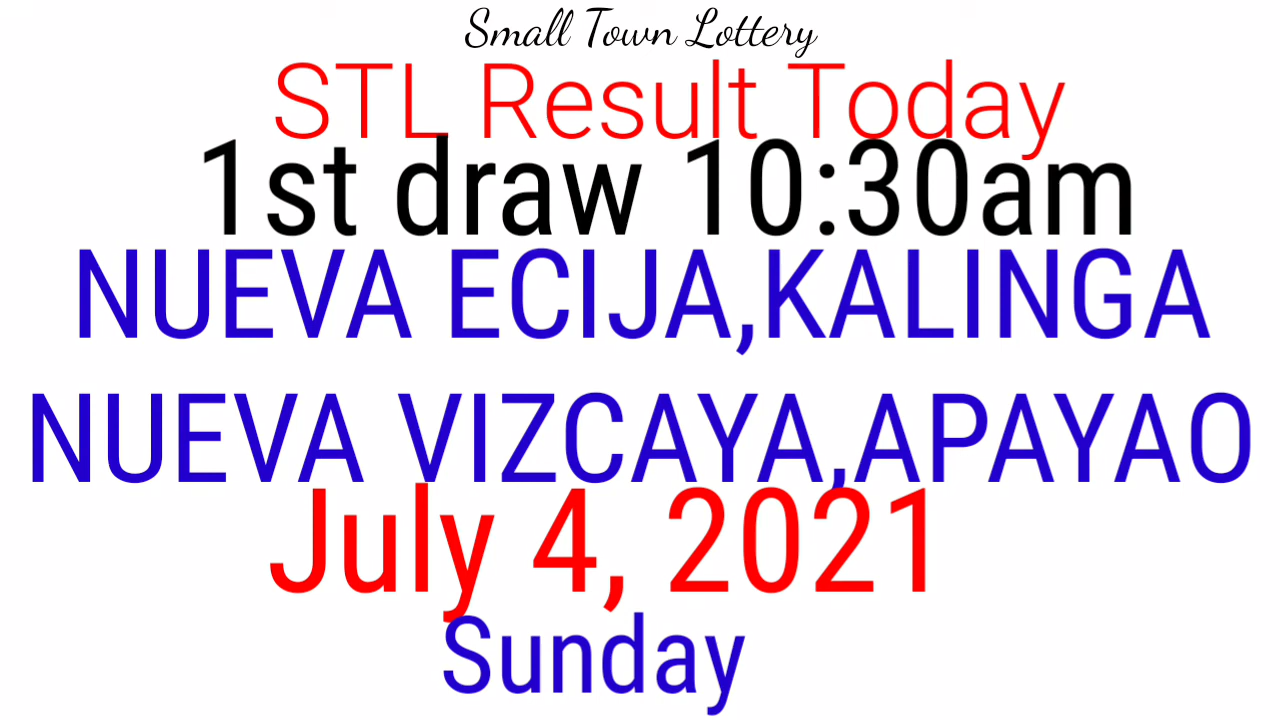 Small Town Lottery
STL Result Today
1st draw 10:30am
NUEVA ECIJA,KALINGA
NUEVA VIZCAYA,APAYAO
July 4, 2021
Sunday